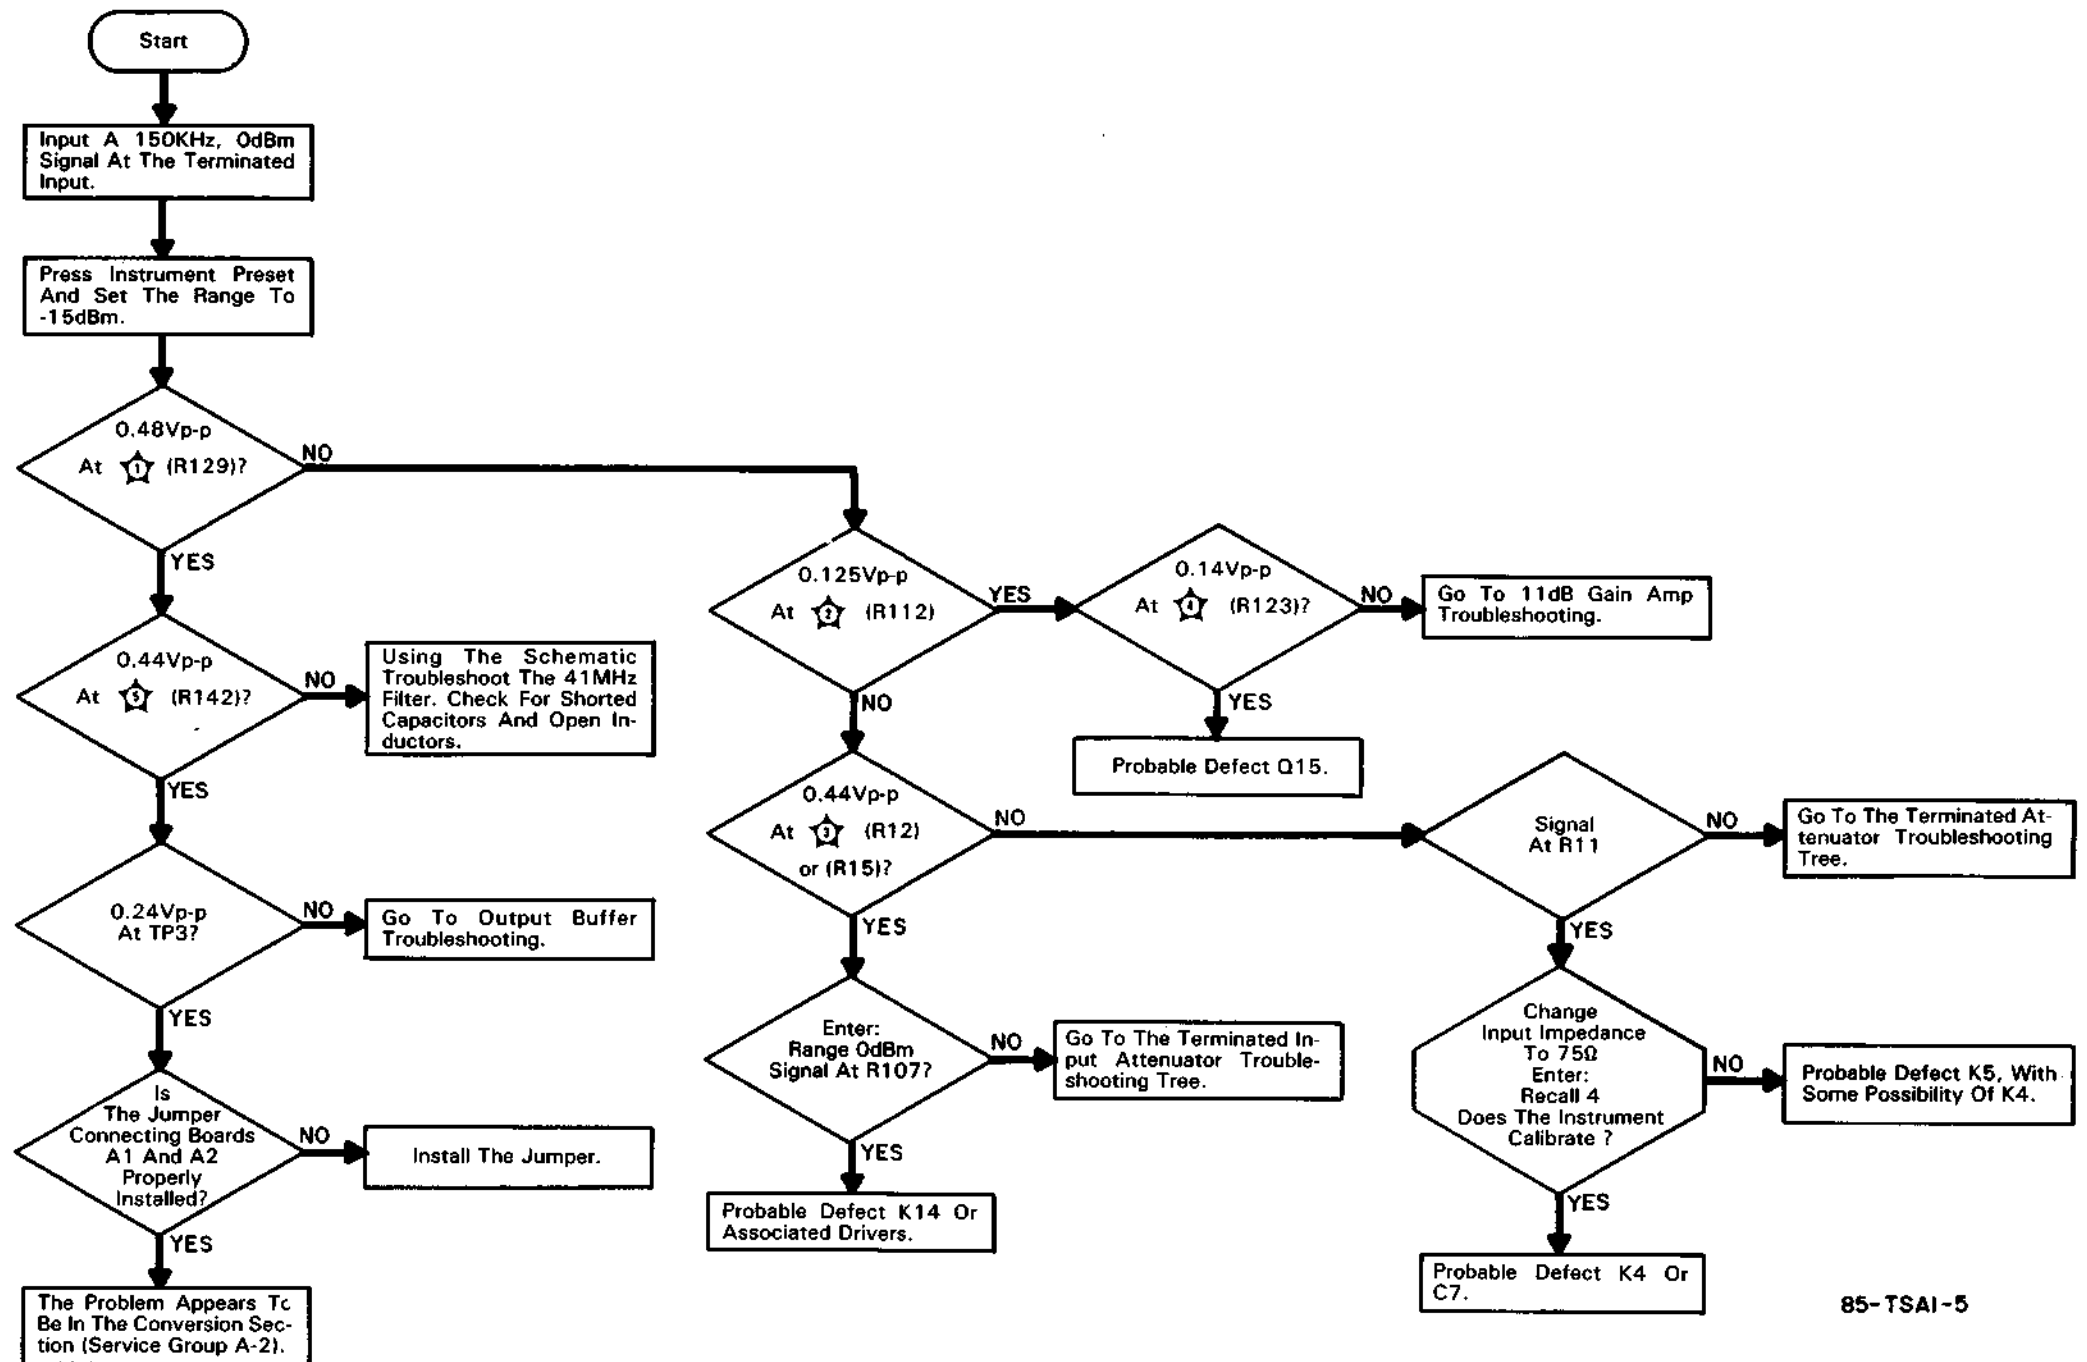 Start
Input A 150KHz, 0dBm
Signal At The Terminated
Input.
Press Instrument Preset
And Set The Range To
-15dBm.
0.48Vp-p
At 1 (R129)?
NO
YES
0.44Vp-p
At 5 (R142)?
NO
Using The Schematic
Troubleshoot The 41MHz
Filter. Check For Shorted
Capacitors And Open In-
ductors.
YES
0.24Vp-p
At TP3?
NO
Go To Output Buffer
Troubleshooting.
YES
Is
The Jumper
Connecting Boards
A1 And A2
Properly
Installed?
NO
Install The Jumper.
YES
The Problem Appears To
Be In The Conversion Sec-
tion (Service Group A-2).
0.125Vp-p
At 2 (R112)
YES
0.14Vp-p
At 4 (R123)?
NO
Go To 11dB Gain Amp
Troubleshooting.
YES
Probable Defect Q15.
NO
0.44Vp-p
At 3 (R12)
or (R15)?
NO
Signal
At R11
NO
Go To The Terminated At-
tenuator Troubleshooting
Tree.
YES
Enter:
Range 0dBm
Signal At R107?
NO
Go To The Terminated In-
put Attenuator Trouble-
shooting Tree.
YES
Probable Defect K14 Or
Associated Drivers.
YES
Change
Input Impedance
To 75Ω
Enter:
Recall 4
Does The Instrument
Calibrate ?
NO
Probable Defect K5, With
Some Possibility Of K4.
YES
Probable Defect K4 Or
C7.
85-TSAI-5